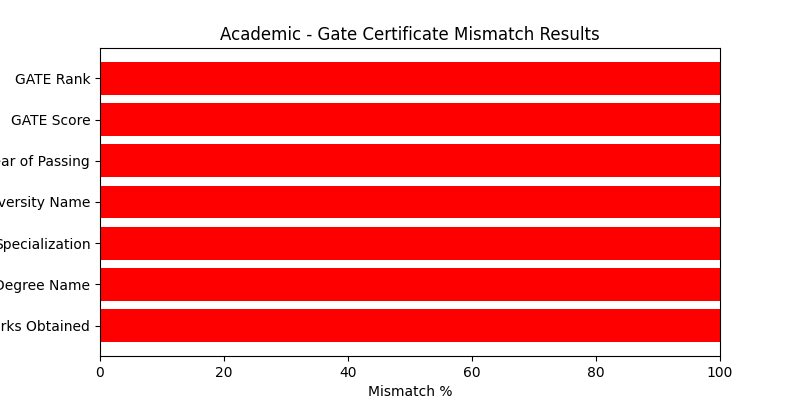 Academic - Gate Certificate Mismatch Results
GATE Rank
GATE Score
ar of Passing
versity Name
Specialization
Degree Name
rks Obtained
0 20 40 60 80 100
Mismatch %